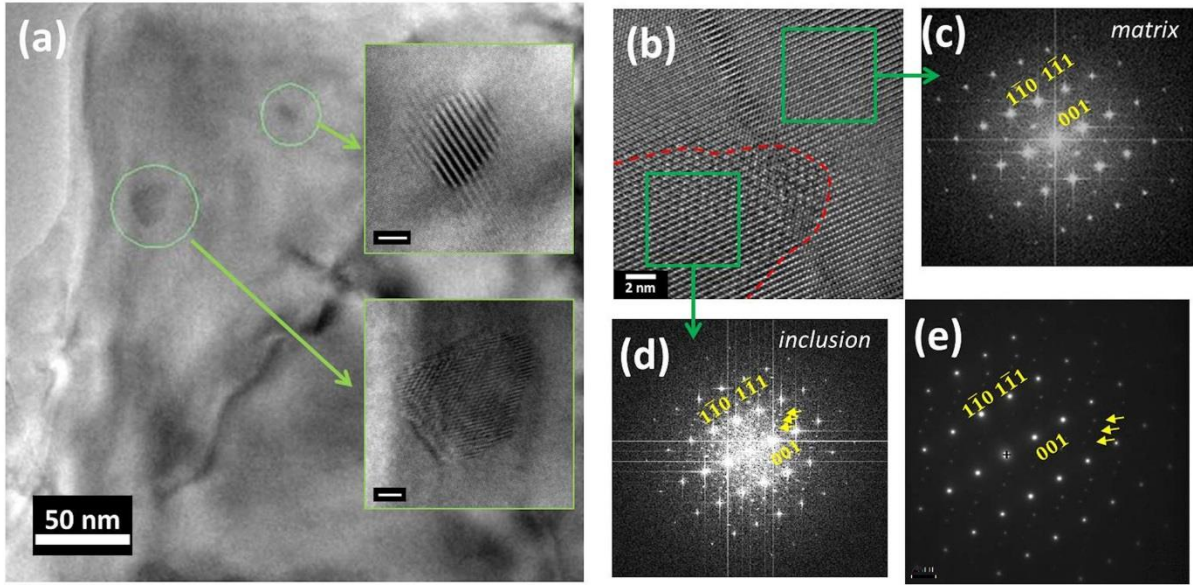 (a)
50 nm
(b)
2 nm
(c)
matrix
11̅0 11̅1
001
(d)
inclusion
11̅0 11̅1
001
(e)
11̅0 11̅1
001